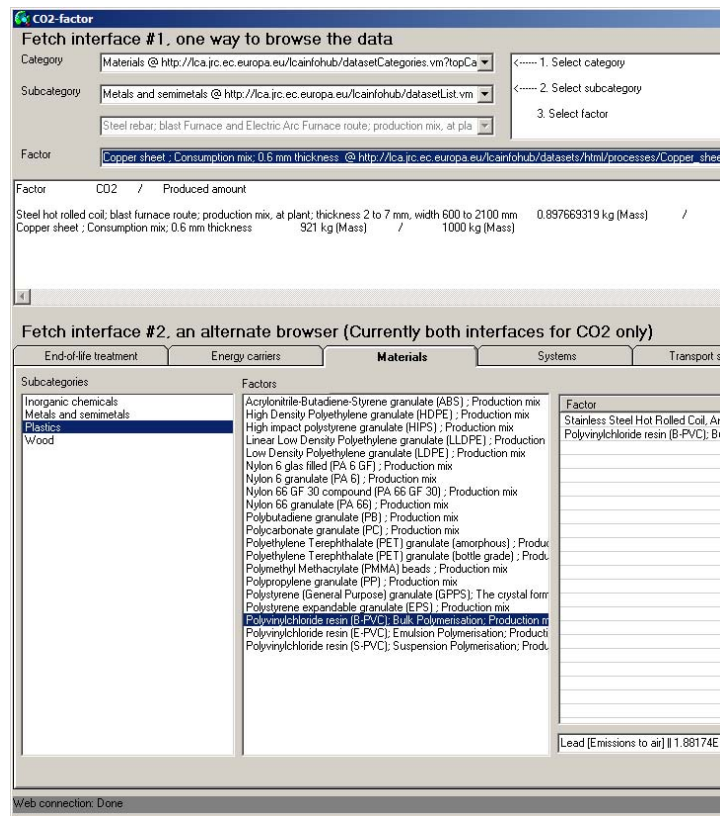 CO2-factor
Fetch interface #1, one way to browse the data
Category
Materials @ http://lca.jrc.ec.europa.eu/lcainfohub/datasetCategories.vm?topCa
<------ 1. Select category
Subcategory
Metals and semimetals @ http://lca.jrc.ec.europa.eu/lcainfohub/datasetList.vm
<------ 2. Select subcategory
Steel rebar; blast Furnace and Electric Arc Furnace route; production mix, at pla
3. Select factor
Factor
Copper sheet ; Consumption mix; 0.6 mm thickness @ http://lca.jrc.ec.europa.eu/lcainfohub/datasets/html/processes/Copper_shee
Factor CO2 / Produced amount
Steel hot rolled coil; blast furnace route; production mix, at plant; thickness 2 to 7 mm, width 600 to 2100 mm 0.897669319 kg (Mass) /
Copper sheet ; Consumption mix; 0.6 mm thickness 921 kg (Mass) / 1000 kg (Mass)
Fetch interface #2, an alternate browser (Currently both interfaces for CO2 only)
End-of-life treatment Energy carriers Materials Systems Transport s
Subcategories
Inorganic chemicals
Metals and semimetals
Plastics
Wood
Factors
Acrylonitrile-Butadiene-Styrene granulate (ABS) ; Production mix
High Density Polyethylene granulate (HDPE) ; Production mix
High impact polystyrene granulate (HIPS) ; Production mix
Linear Low Density Polyethylene granulate (LLDPE) ; Production
Low Density Polyethylene granulate (LDPE) ; Production mix
Nylon 6 glas filled (PA 6 GF) ; Production mix
Nylon 6 granulate (PA 6) ; Production mix
Nylon 66 GF 30 compound (PA 66 GF 30) ; Production mix
Nylon 66 granulate (PA 66) ; Production mix
Polybutadiene granulate (PB) ; Production mix
Polycarbonate granulate (PC) ; Production mix
Polyethylene Terephthalate (PET) granulate (amorphous) ; Produc
Polyethylene Terephthalate (PET) granulate (bottle grade) ; Produ
Polymethyl Methacrylate (PMMA) beads ; Production mix
Polypropylene granulate (PP) ; Production mix
Polystyrene (General Purpose) granulate (GPPS); The crystal form
Polystyrene expandable granulate (EPS) ; Production mix
Polyvinylchloride resin (B-PVC); Bulk Polymerisation; Production m
Polyvinylchloride resin (E-PVC); Emulsion Polymerisation; Producti
Polyvinylchloride resin (S-PVC); Suspension Polymerisation; Produ
Factor
Stainless Steel Hot Rolled Coil, An
Polyvinylchloride resin (B-PVC); Bu
Lead [Emissions to air] || 1.88174E
Web connection: Done